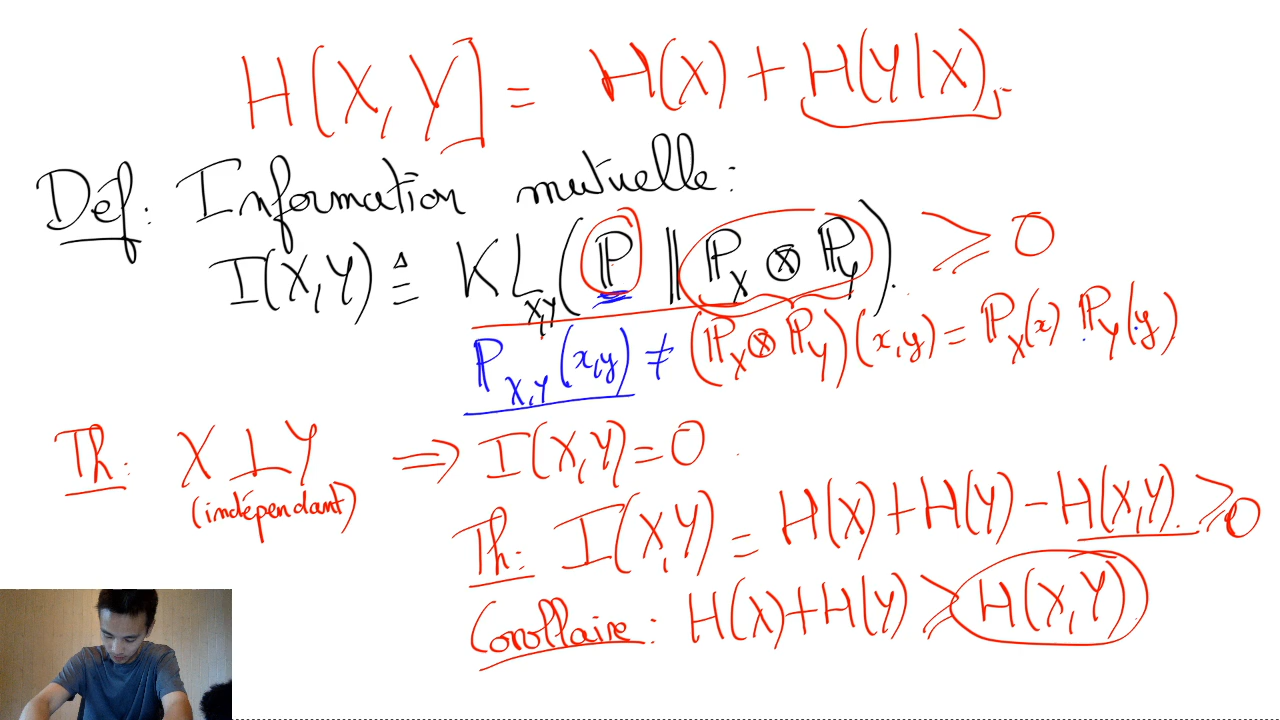 H(X,Y) = H(X) + H(Y|X)
Déf: Information mutuelle:
I(X,Y) ≜ KL_{X,Y}(ℙ ‖ ℙ_X ⊗ ℙ_Y). ≥ 0
ℙ_{X,Y}(x,y) ≠ (ℙ_X ⊗ ℙ_Y)(x,y) = ℙ_X(x) ℙ_Y(y)
Th: X ⊥ Y ⇒ I(X,Y) = 0
(indépendant)
Th: I(X,Y) = H(X) + H(Y) - H(X,Y) ≥ 0
Corollaire: H(X) + H(Y) ≥ H(X,Y)